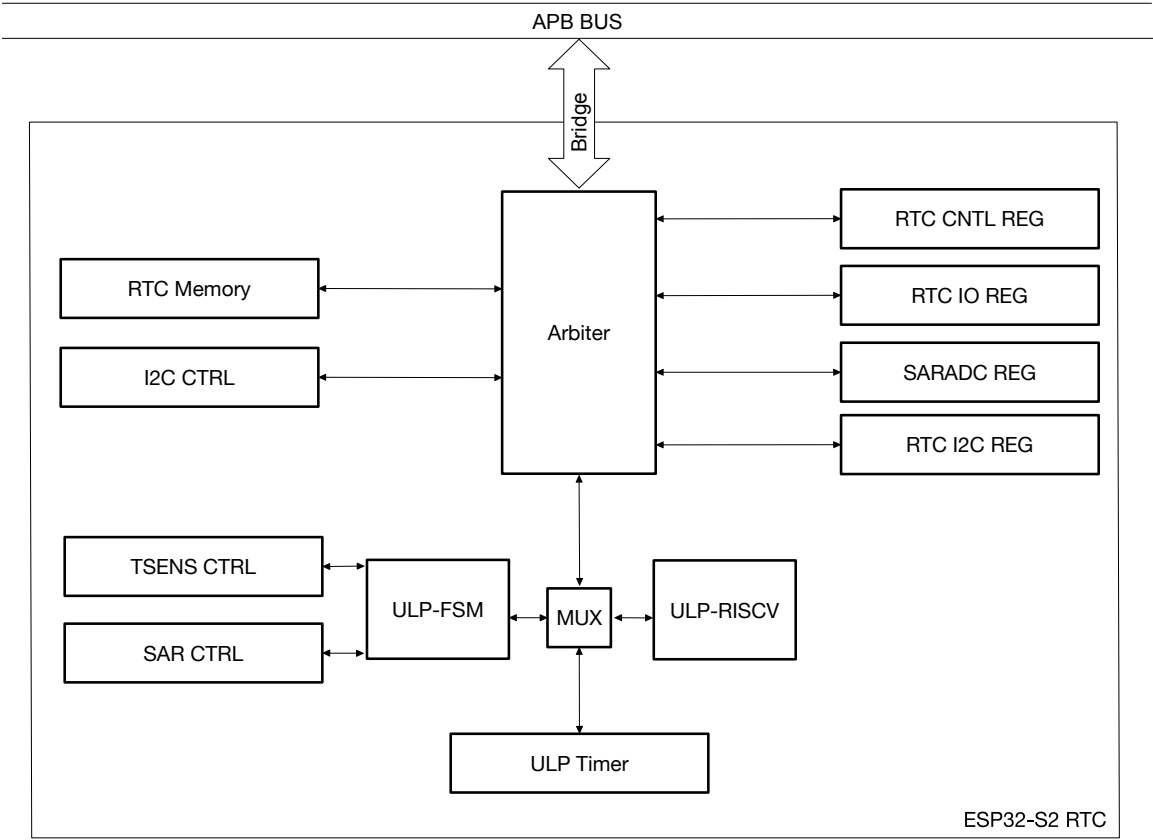 APB BUS
Bridge
RTC CNTL REG
RTC Memory
RTC IO REG
Arbiter
I2C CTRL
SARADC REG
RTC I2C REG
TSENS CTRL
ULP-FSM
MUX
ULP-RISCV
SAR CTRL
ULP Timer
ESP32-S2 RTC